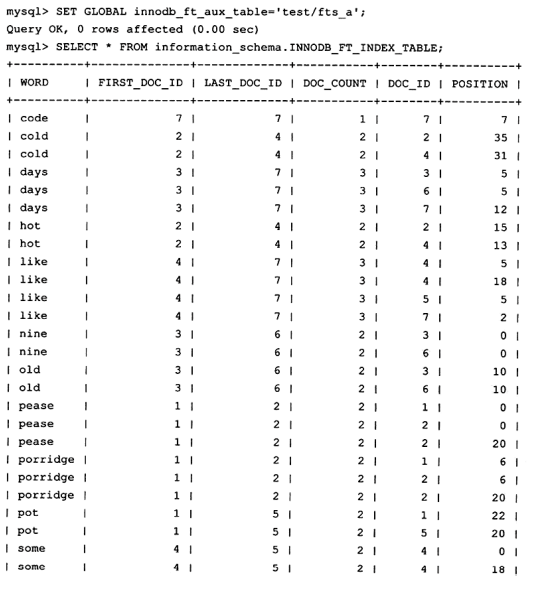 mysql> SET GLOBAL innodb_ft_aux_table='test/fts_a';
Query OK, 0 rows affected (0.00 sec)
mysql> SELECT * FROM information_schema.INNODB_FT_INDEX_TABLE;
+----------+--------------+-------------+-----------+--------+----------+
| WORD     | FIRST_DOC_ID | LAST_DOC_ID | DOC_COUNT | DOC_ID | POSITION |
+----------+--------------+-------------+-----------+--------+----------+
| code     |            7 |           7 |         1 |      7 |        7 |
| cold     |            2 |           4 |         2 |      2 |       35 |
| cold     |            2 |           4 |         2 |      4 |       31 |
| days     |            3 |           7 |         3 |      3 |        5 |
| days     |            3 |           7 |         3 |      6 |        5 |
| days     |            3 |           7 |         3 |      7 |       12 |
| hot      |            2 |           4 |         2 |      2 |       15 |
| hot      |            2 |           4 |         2 |      4 |       13 |
| like     |            4 |           7 |         3 |      4 |        5 |
| like     |            4 |           7 |         3 |      4 |       18 |
| like     |            4 |           7 |         3 |      5 |        5 |
| like     |            4 |           7 |         3 |      7 |        2 |
| nine     |            3 |           6 |         2 |      3 |        0 |
| nine     |            3 |           6 |         2 |      6 |        0 |
| old      |            3 |           6 |         2 |      3 |       10 |
| old      |            3 |           6 |         2 |      6 |       10 |
| pease    |            1 |           2 |         2 |      1 |        0 |
| pease    |            1 |           2 |         2 |      2 |        0 |
| pease    |            1 |           2 |         2 |      2 |       20 |
| porridge |            1 |           2 |         2 |      1 |        6 |
| porridge |            1 |           2 |         2 |      2 |        6 |
| porridge |            1 |           2 |         2 |      2 |       20 |
| pot      |            1 |           5 |         2 |      1 |       22 |
| pot      |            1 |           5 |         2 |      5 |       20 |
| some     |            4 |           5 |         2 |      4 |        0 |
| some     |            4 |           5 |         2 |      4 |       18 |